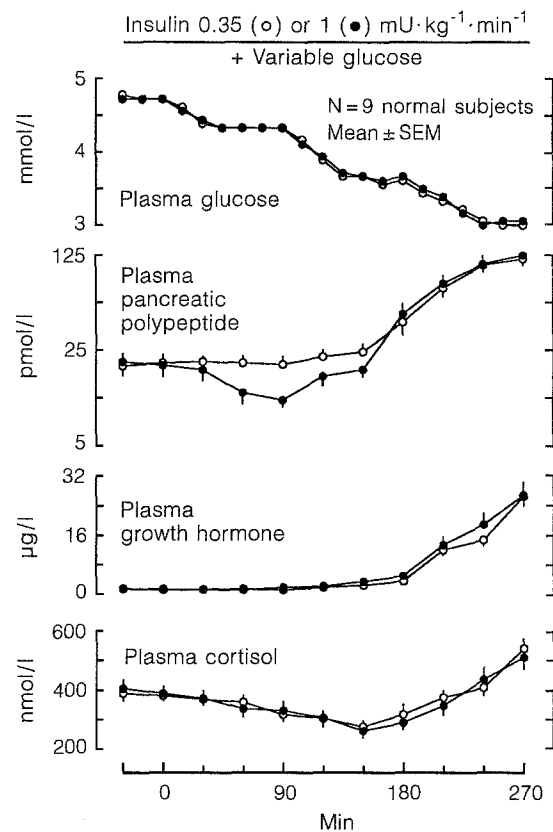 Insulin 0.35 (○) or 1 (●) mU·kg⁻¹·min⁻¹
+ Variable glucose
N = 9 normal subjects
Mean ± SEM
mmol/l
5
4
3
Plasma glucose
pmol/l
125
25
5
Plasma
pancreatic
polypeptide
µg/l
32
16
0
Plasma
growth hormone
nmol/l
600
400
200
Plasma cortisol
0 90 180 270
Min